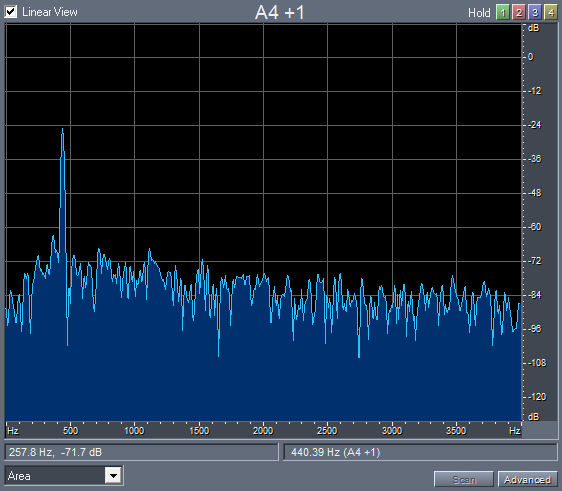 Linear View A4 +1 Hold 1 2 3 4
dB
0
-12
-24
-36
-48
-60
-72
-84
-96
-108
-120
dB
Hz 500 1000 1500 2000 2500 3000 3500 Hz
257.8 Hz, -71.7 dB 440.39 Hz (A4 +1)
Area Scan Advanced